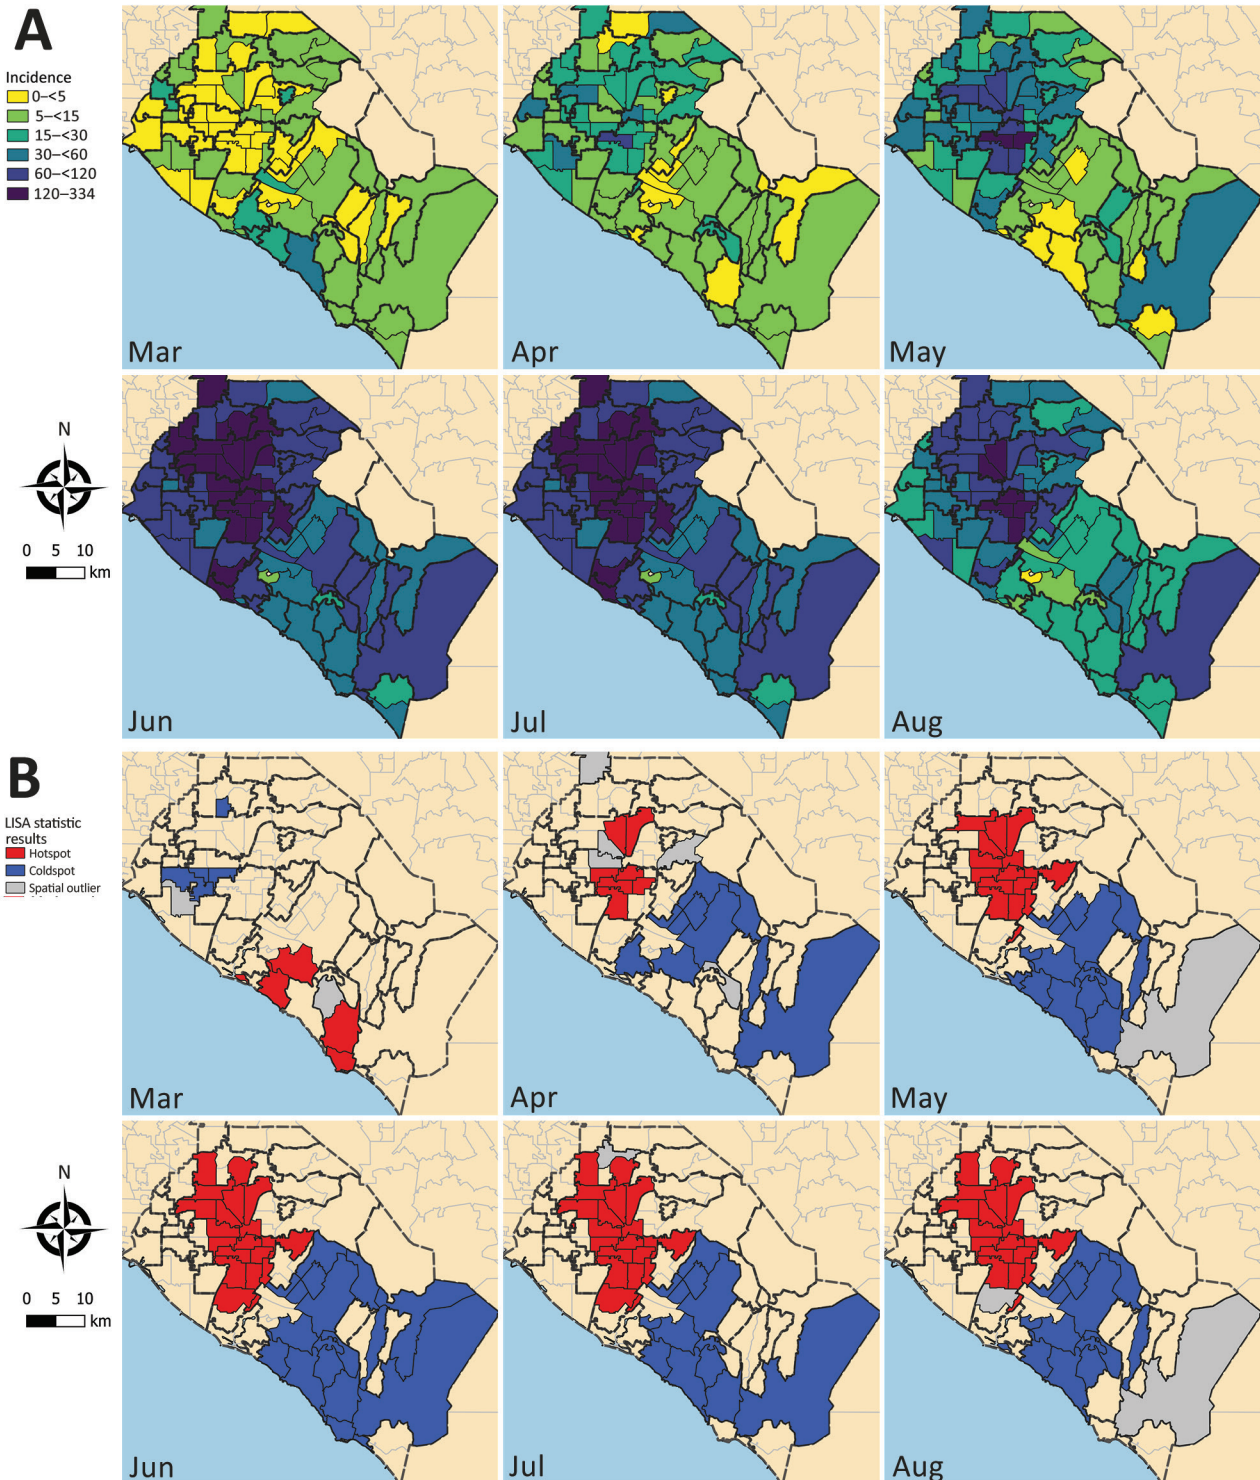 A
Incidence
0–<5
5–<15
15–<30
30–<60
60–<120
120–334
Mar
Apr
May
N
0 5 10
km
Jun
Jul
Aug
B
LISA statistic
results
Hotspot
Coldspot
Spatial outlier
Mar
Apr
May
N
0 5 10
km
Jun
Jul
Aug